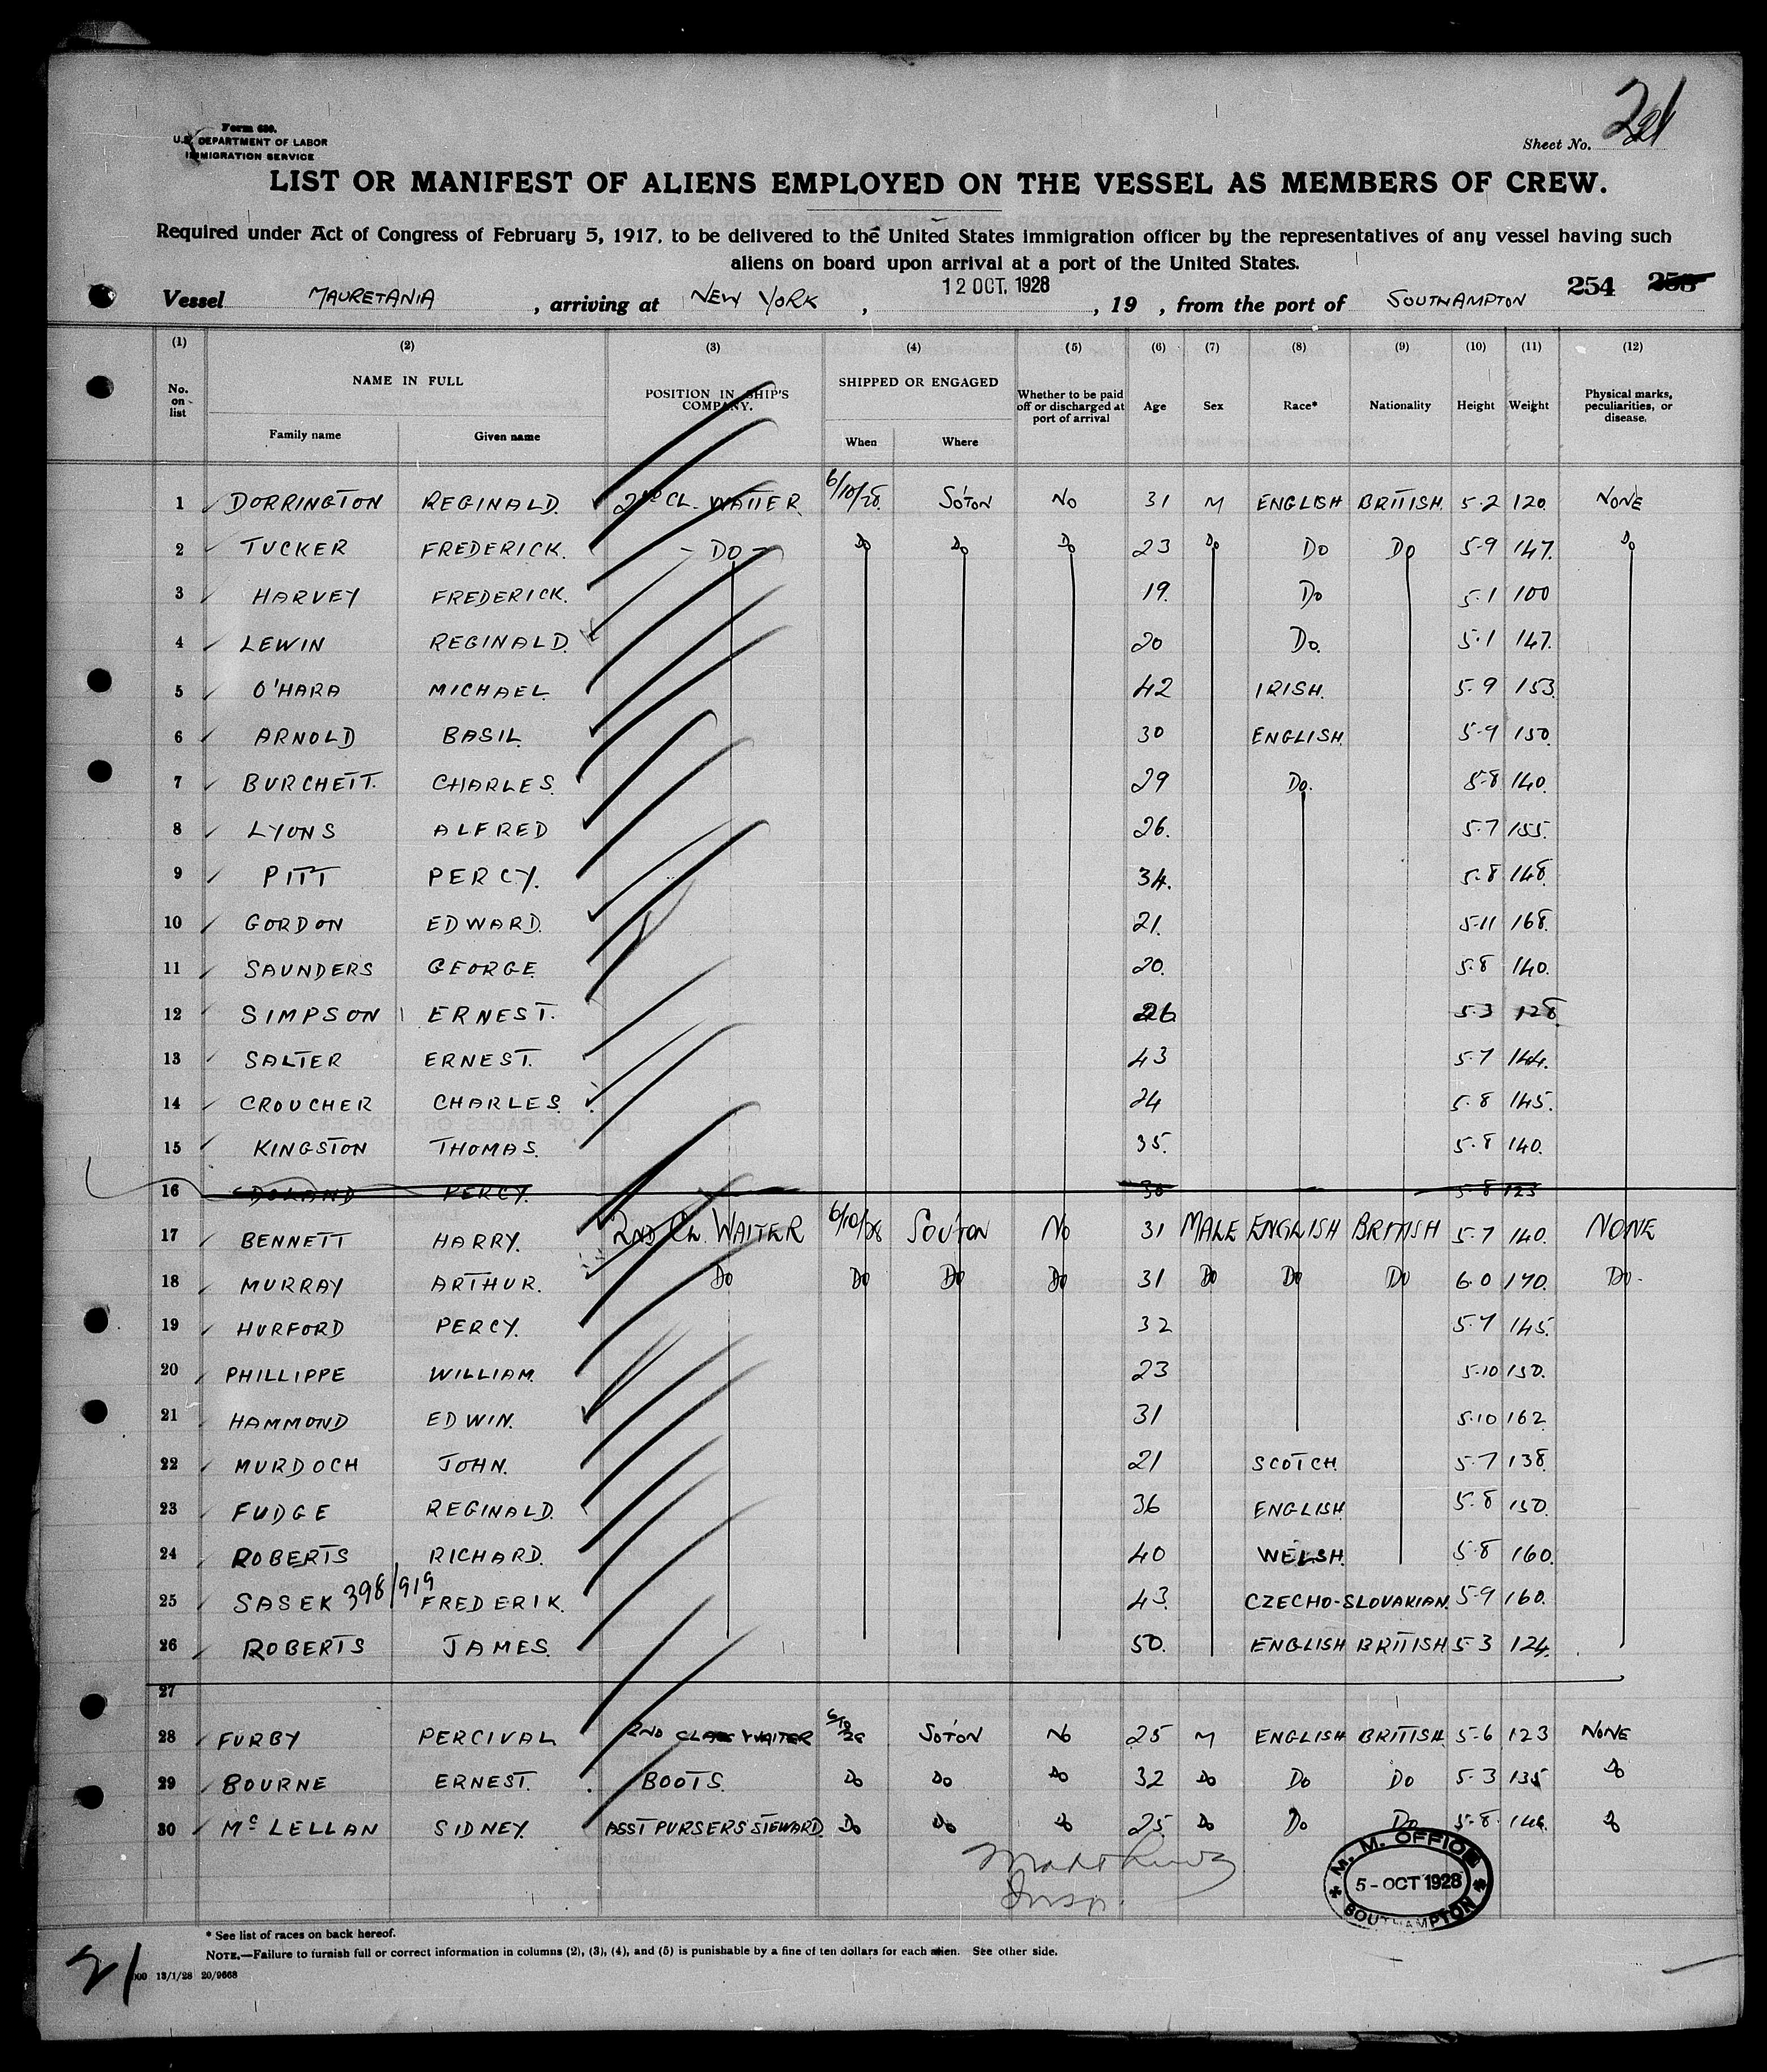 Form 680.
U.S. DEPARTMENT OF LABOR
IMMIGRATION SERVICE
Sheet No.
LIST OR MANIFEST OF ALIENS EMPLOYED ON THE VESSEL AS MEMBERS OF CREW.
Required under Act of Congress of February 5, 1917, to be delivered to the United States immigration officer by the representatives of any vessel having such
aliens on board upon arrival at a port of the United States.
Vessel MAURETANIA, arriving at NEW YORK, 12 OCT. 1928, 19 , from the port of SOUTHAMPTON 254
(1) (2) (3) (4) (5) (6) (7) (8) (9) (10) (11) (12)
No. on list
NAME IN FULL
Family name Given name
POSITION IN SHIP'S COMPANY.
SHIPPED OR ENGAGED
When Where
Whether to be paid off or discharged at port of arrival
Age Sex Race* Nationality Height Weight
Physical marks, peculiarities, or disease.
1 DORRINGTON REGINALD. 2ND CL. WAITER 6/10/28. SO'TON NO 31 M ENGLISH BRITISH. 5-2 120. NONE
2 TUCKER FREDERICK. - DO - DO DO DO 23 DO DO DO 5-9 147. DO
3 HARVEY FREDERICK. 19. DO 5-1 100
4 LEWIN REGINALD. 20 DO. 5-1 147.
5 O'HARA MICHAEL. 42 IRISH. 5-9 153.
6 ARNOLD BASIL. 30 ENGLISH. 5-9 150.
7 BURCHETT. CHARLES. 29 DO. 5-8 140.
8 LYONS ALFRED 26. 5-7 155.
9 PITT PERCY. 34. 5-8 148.
10 GORDON EDWARD. 21. 5-11 168.
11 SAUNDERS GEORGE. 20. 5-8 140.
12 SIMPSON ERNEST. 26 5-3 128.
13 SALTER ERNEST. 43 5-7 144.
14 CROUCHER CHARLES. 24 5-8 145.
15 KINGSTON THOMAS. 35. 5-8 140.
16 DORAND PERCY. 30 5-8 123
17 BENNETT HARRY. 2ND CL. WAITER 6/10/28 SOU'TON NO 31 MALE ENGLISH BRITISH 5-7 140. NONE
18 MURRAY ARTHUR. DO DO DO DO 31 DO DO DO 6-0 170. DO-
19 HURFORD PERCY. 32 5-7 145.
20 PHILLIPPE WILLIAM. 23 5-10 150.
21 HAMMOND EDWIN. 31 5-10 162
22 MURDOCH JOHN. 21 SCOTCH. 5-7 138.
23 FUDGE REGINALD. 36 ENGLISH 5-8 150.
24 ROBERTS RICHARD. 40 WELSH. 5-8 160.
25 SASEK 398/919 FREDERIK. 43. CZECHO-SLOVAKIAN. 5-9 160.
26 ROBERTS JAMES. 50. ENGLISH BRITISH 5-3 124.
27
28 FURBY PERCIVAL 2ND CLASS WAITER 6/10/28 SO'TON NO 25 M ENGLISH BRITISH. 5-6 123 NONE
29 BOURNE ERNEST. BOOTS. DO DO DO 32 DO DO DO 5-3 135 DO
30 McLELLAN SIDNEY. ASST PURSERS STEWARD. DO DO DO 25. DO DO DO 5-8. DO
M. M. OFFICE
5-OCT 1928
SOUTHAMPTON
* See list of races on back hereof.
NOTE.—Failure to furnish full or correct information in columns (2), (3), (4), and (5) is punishable by a fine of ten dollars for each alien. See other side.
21
13/1/28 20/9668